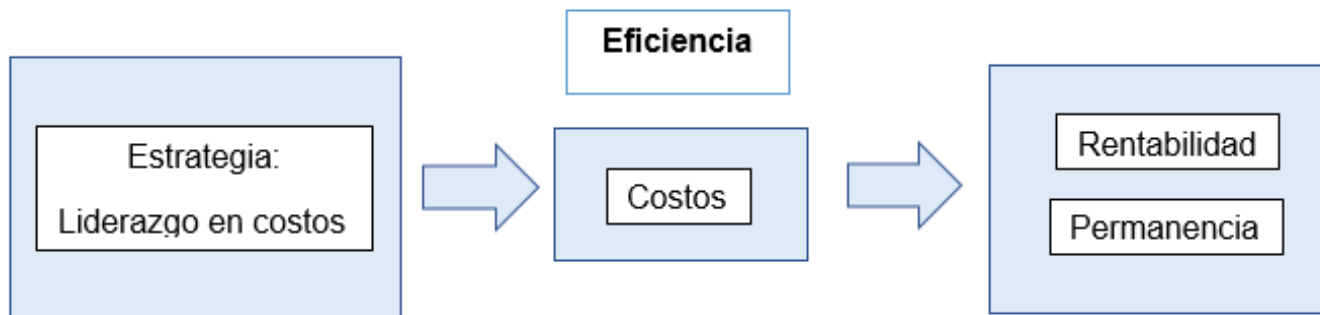 Eficiencia
Estrategia:
Liderazgo en costos
Costos
Rentabilidad
Permanencia